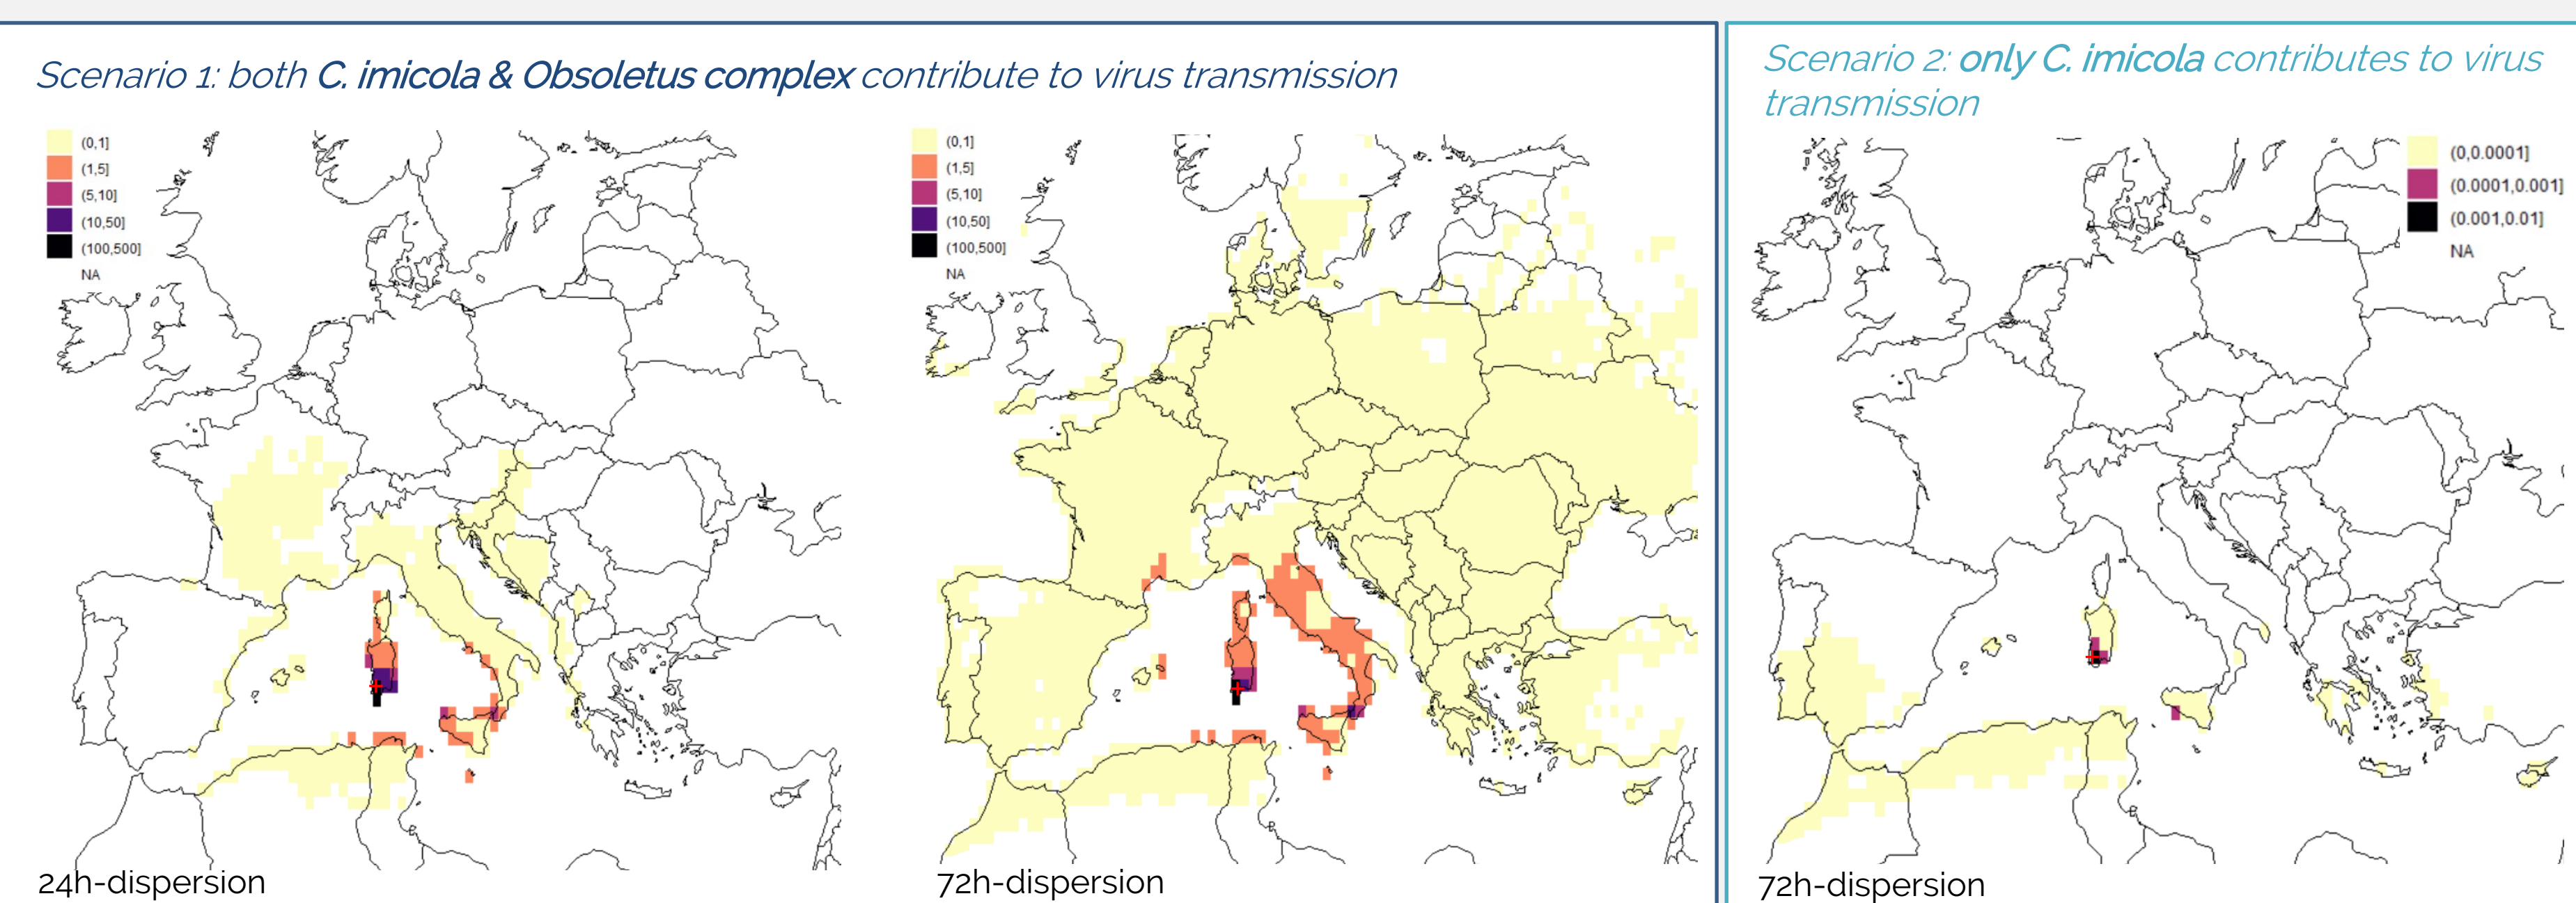 Scenario 1: both C. imicola & Obsoletus complex contribute to virus transmission
(0,1]
(1,5]
(5,10]
(10,50]
(100,500]
NA
24h-dispersion
(0,1]
(1,5]
(5,10]
(10,50]
(100,500]
NA
72h-dispersion
Scenario 2: only C. imicola contributes to virus
transmission
(0,0.0001]
(0.0001,0.001]
(0.001,0.01]
NA
72h-dispersion